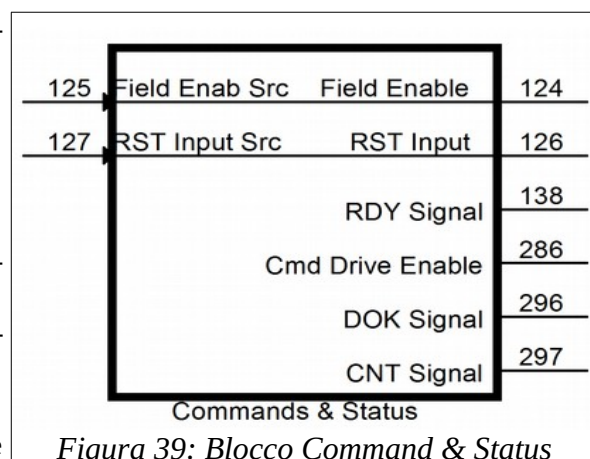 125 Field Enab Src Field Enable 124
127 RST Input Src RST Input 126
RDY Signal 138
Cmd Drive Enable 286
DOK Signal 296
CNT Signal 297
Commands & Status
Figura 39: Blocco Command & Status